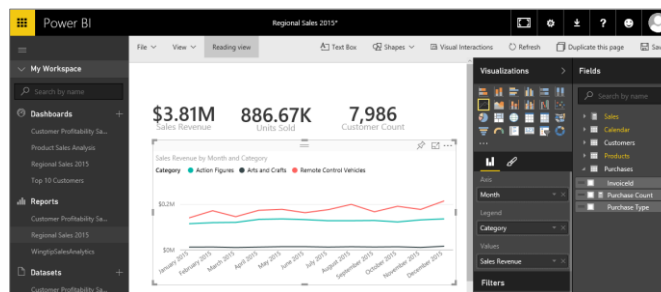 Power BI
Regional Sales 2015*
File
View
Reading view
Text Box
Shapes
Visual Interactions
Refresh
Duplicate this page
My Workspace
Search by name
Dashboards
Customer Profitability Sa...
Product Sales Analysis
Regional Sales 2015
Top 10 Customers
Reports
Customer Profitability Sa...
Regional Sales 2015
WingtipSalesAnalytics
Datasets
Customer Profitability Sa...
$3.81M
Sales Revenue
886.67K
Units Sold
7,986
Customer Count
Sales Revenue by Month and Category
Category Action Figures Arts and Crafts Remote Control Vehicles
$0.2M
$0M
January 2015
February 2015
March 2015
April 2015
May 2015
June 2015
July 2015
August 2015
September 2015
October 2015
November 2015
December 2015
Visualizations
Axis
Month
Legend
Category
Values
Sales Revenue
Filters
Fields
Search by name
Sales
Calendar
Customers
Products
Purchases
InvoiceId
Purchase Count
Purchase Type